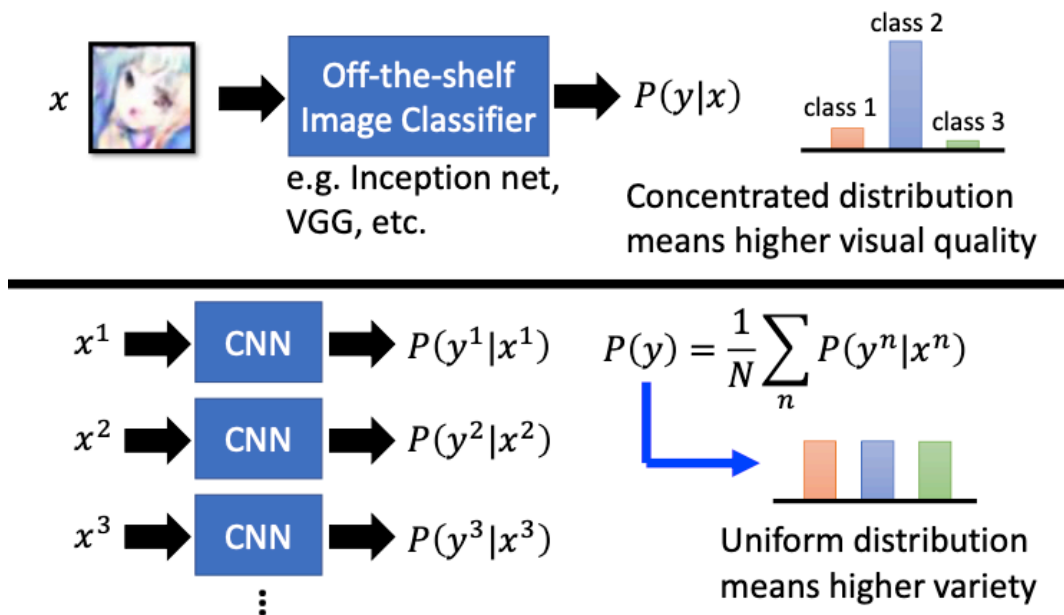 x
Off-the-shelf
Image Classifier
e.g. Inception net,
VGG, etc.
P(y|x)
class 1
class 2
class 3
Concentrated distribution
means higher visual quality
x¹ CNN P(y¹|x¹)
x² CNN P(y²|x²)
x³ CNN P(y³|x³)
⋮
P(y) = 1/N ∑ₙ P(yⁿ|xⁿ)
Uniform distribution
means higher variety